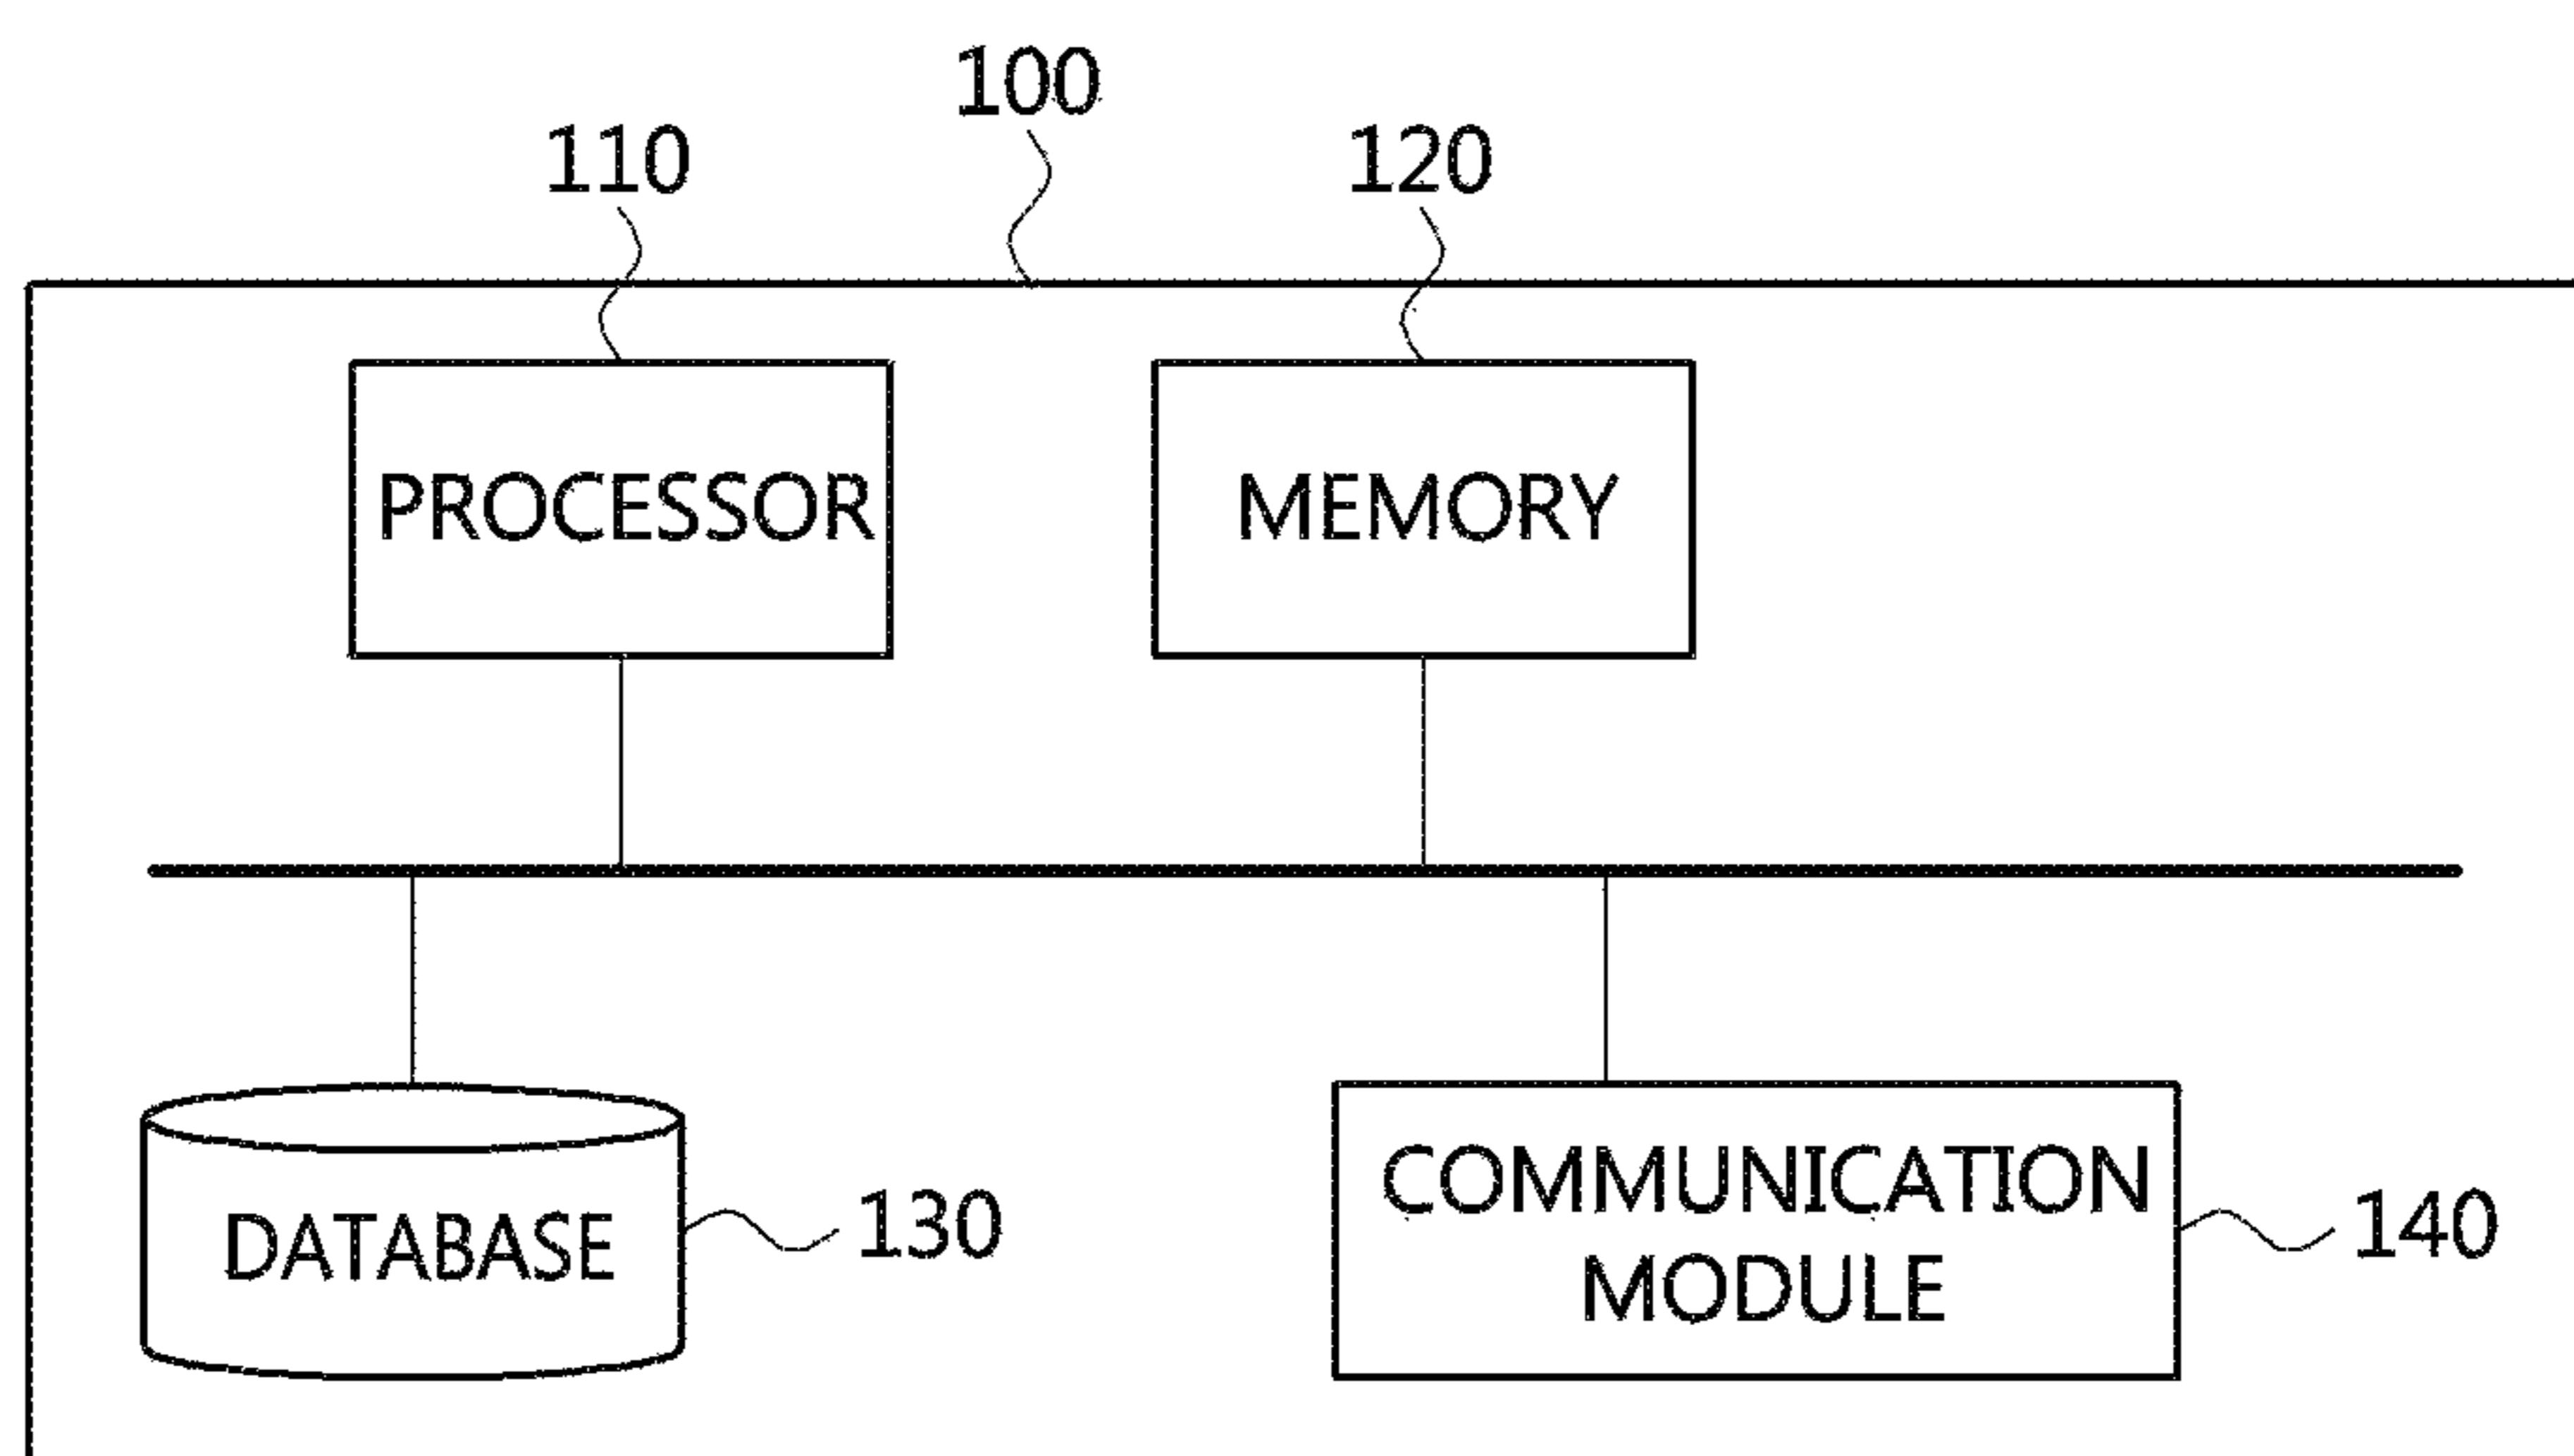 100
110
120
PROCESSOR
MEMORY
DATABASE
130
COMMUNICATION
MODULE
140